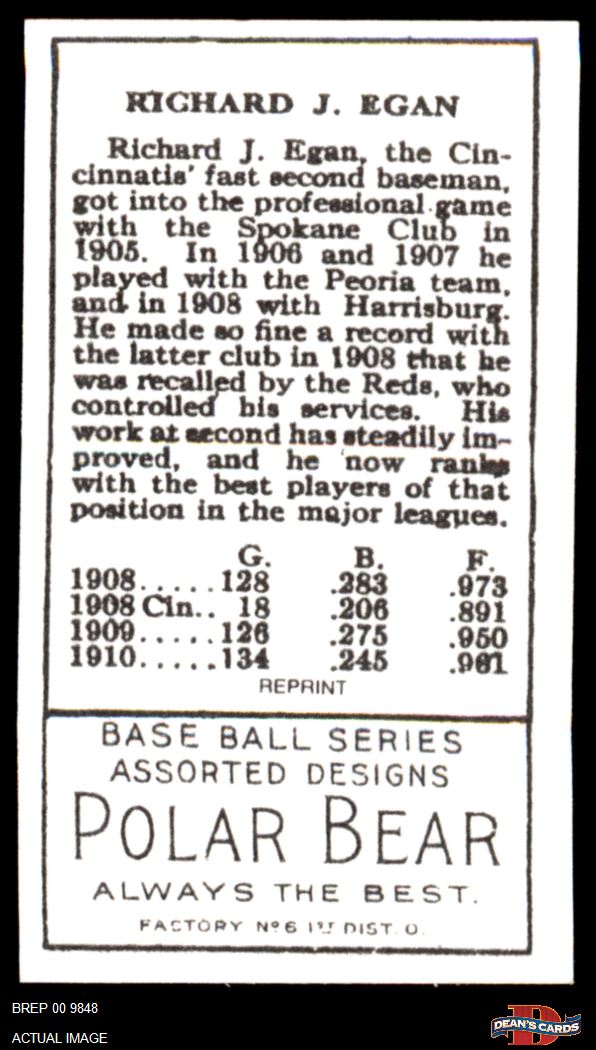 RICHARD J. EGAN
Richard J. Egan, the Cin-
cinnatis' fast second baseman,
got into the professional game
with the Spokane Club in
1905. In 1906 and 1907 he
played with the Peoria team,
and in 1908 with Harrisburg.
He made so fine a record with
the latter club in 1908 that he
was recalled by the Reds, who
controlled his services. His
work at second has steadily im-
proved, and he now ranks
with the best players of that
position in the major leagues.
G. B. F.
1908.....128 .283 .973
1908 Cin.. 18 .206 .891
1909.....126 .275 .950
1910.....134 .245 .961
REPRINT
BASE BALL SERIES
ASSORTED DESIGNS
POLAR BEAR
ALWAYS THE BEST.
FACTORY Nº 6 1ST DIST. O.
BREP 00 9848
ACTUAL IMAGE
D
DEAN'S CARDS